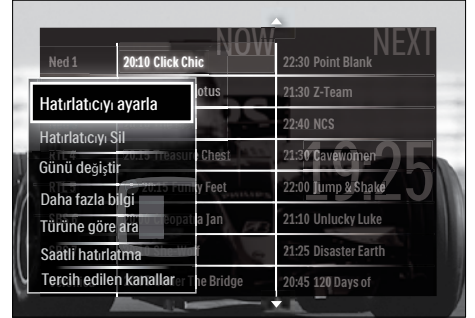 NOW NEXT
Ned 1 20:10 Click Chic 22:30 Point Blank
otus 21:30 Z-Team
Hatırlatıcıyı ayarla
22:40 NCS
Hatırlatıcıyı Sil
20:15 Treasure Chest 21:30 Cavewomen
19:25
Günü değiştir
20:15 Funky Feet 22:00 Jump & Shake
Daha fazla bilgi
Cleopatra Jan 21:10 Unlucky Luke
Türüne göre ara
21:25 Disaster Earth
Saatli hatırlatma
The Bridge 20:45 120 Days of
Tercih edilen kanallar